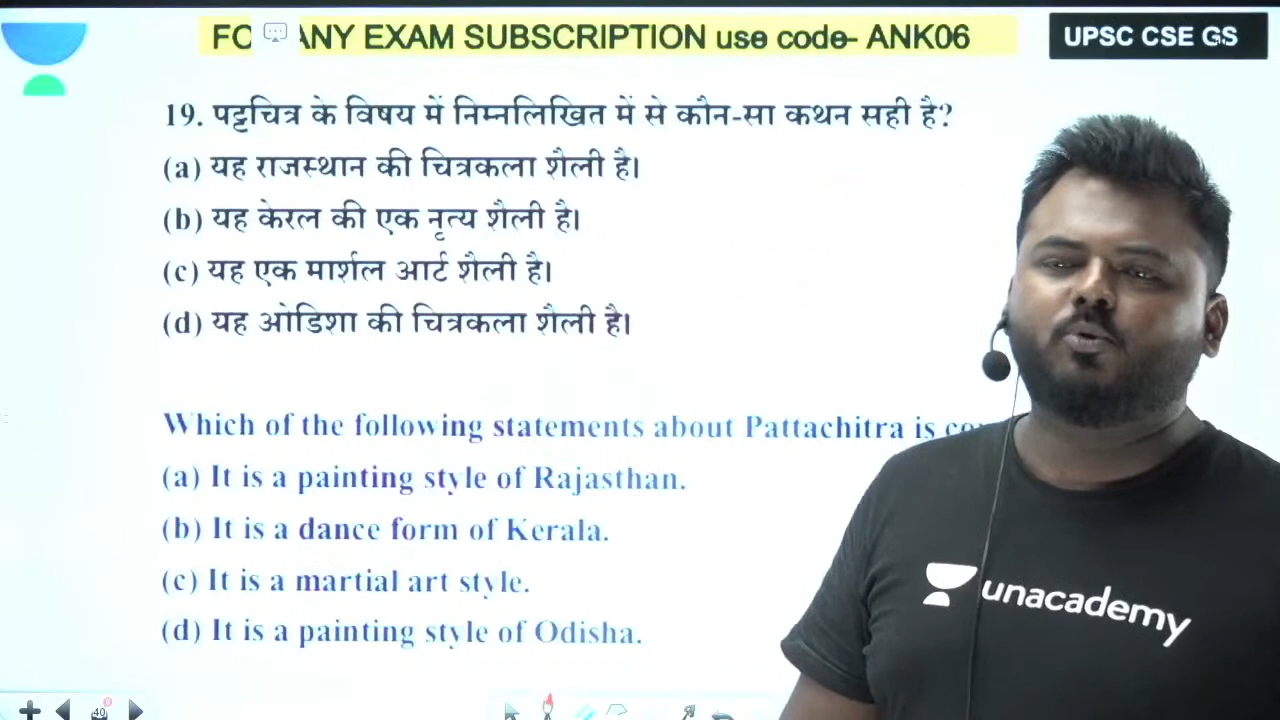 FO ANY EXAM SUBSCRIPTION use code- ANK06
UPSC CSE GS
19. पट्टचित्र के विषय में निम्नलिखित में से कौन-सा कथन सही है?
(a) यह राजस्थान की चित्रकला शैली है।
(b) यह केरल की एक नृत्य शैली है।
(c) यह एक मार्शल आर्ट शैली है।
(d) यह ओडिशा की चित्रकला शैली है।
Which of the following statements about Pattachitra is
(a) It is a painting style of Rajasthan.
(b) It is a dance form of Kerala.
(c) It is a martial art style.
(d) It is a painting style of Odisha.
unacademy
40